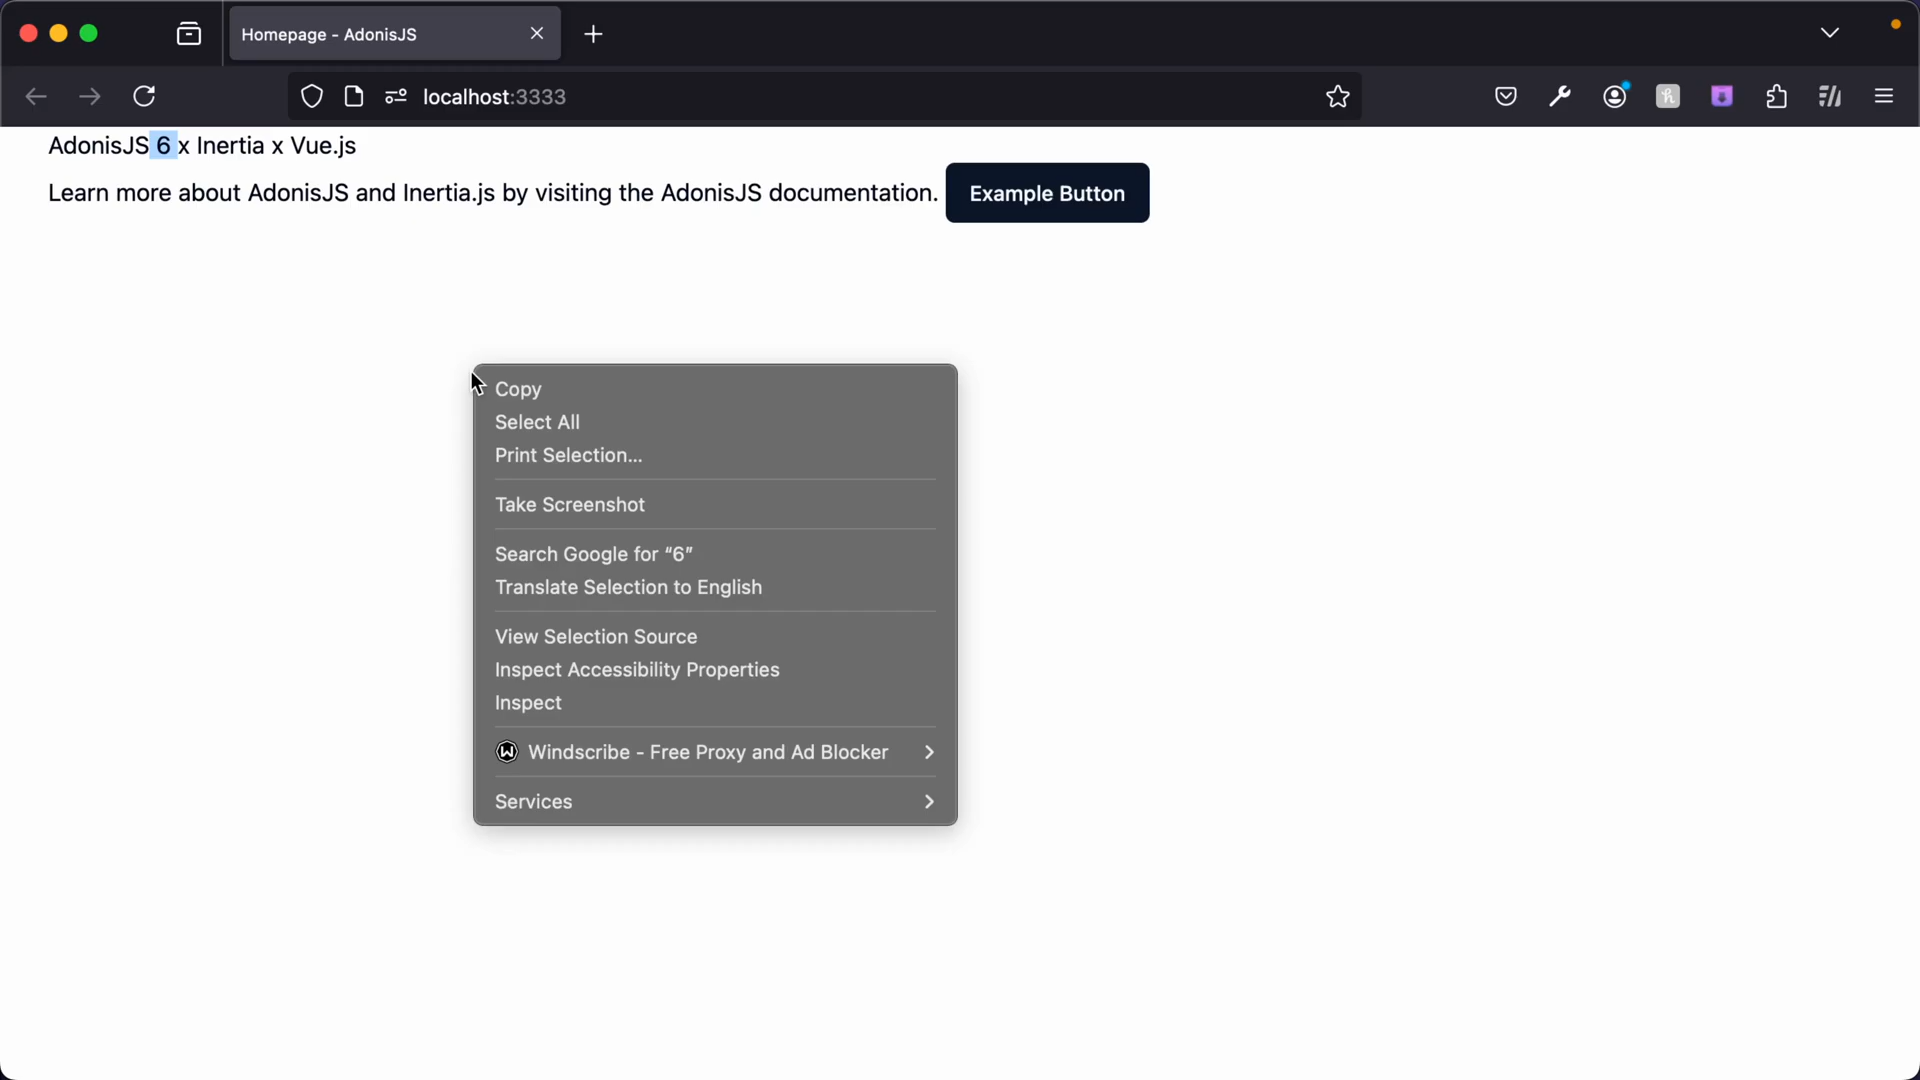 Homepage - AdonisJS
localhost:3333
AdonisJS 6 x Inertia x Vue.js
Learn more about AdonisJS and Inertia.js by visiting the AdonisJS documentation. Example Button
Copy
Select All
Print Selection...
Take Screenshot
Search Google for “6”
Translate Selection to English
View Selection Source
Inspect Accessibility Properties
Inspect
Windscribe - Free Proxy and Ad Blocker
Services